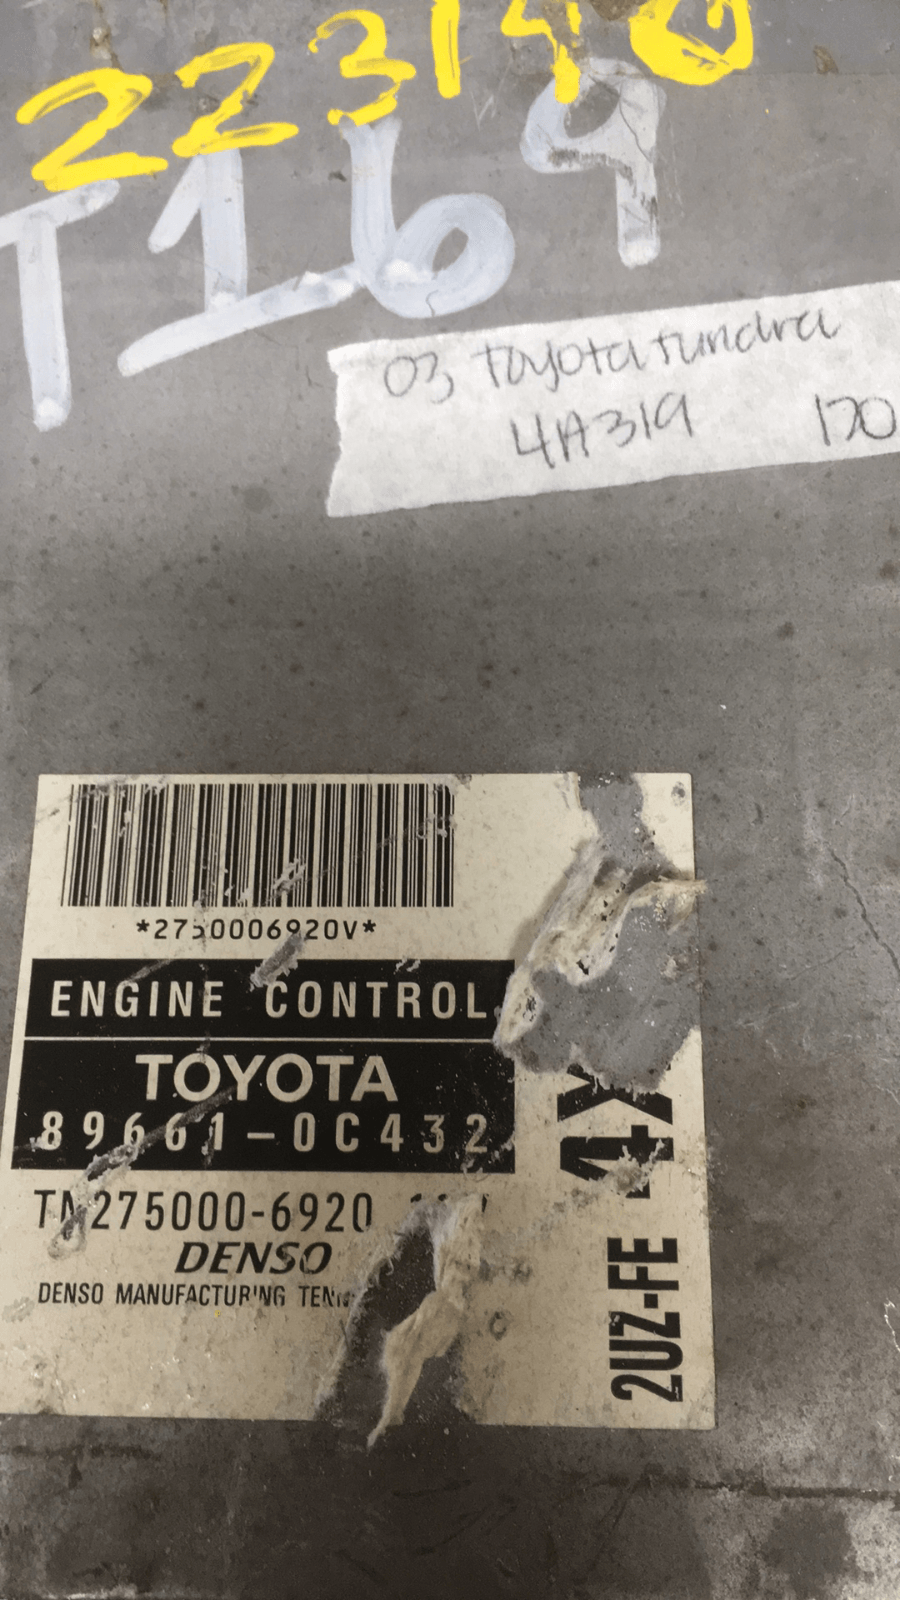 223140
T169
03 Toyota tundra
4A319 170
*2750006920V*
ENGINE CONTROL
TOYOTA
89661-0C432
TN275000-6920
DENSO
DENSO MANUFACTURING
4X
2UZ-FE